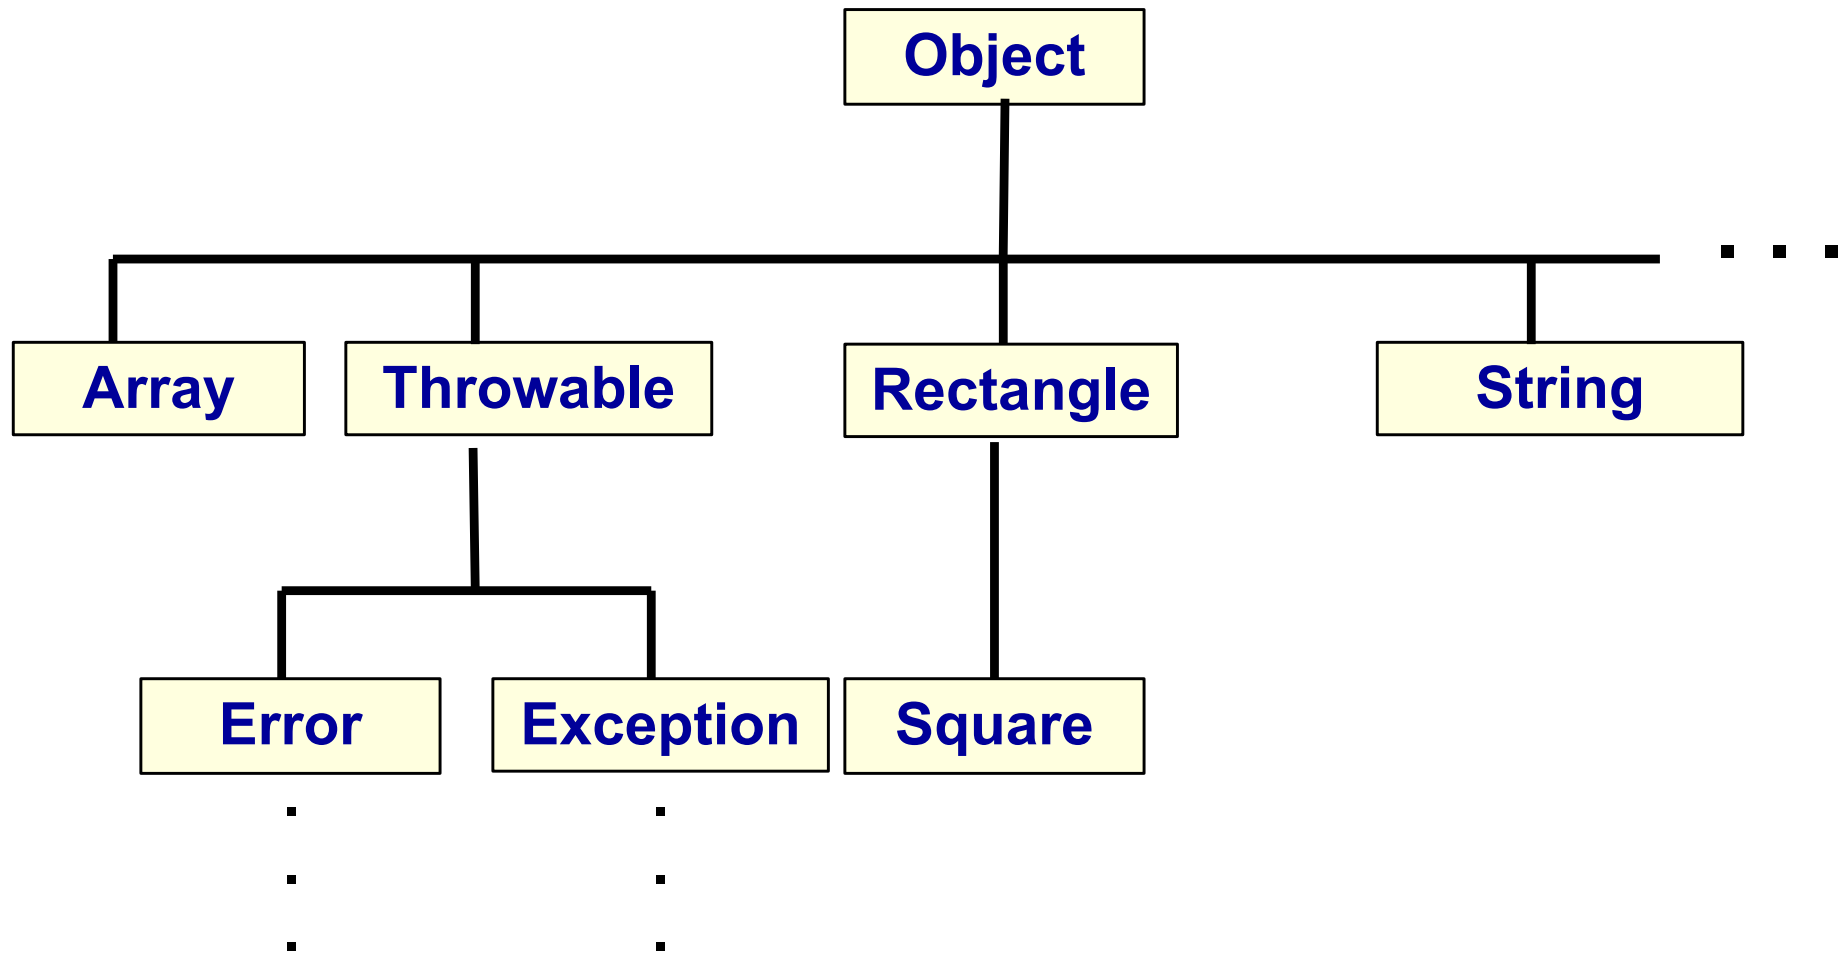 Object
. . .
Array
Throwable
Rectangle
String
Error
Exception
Square
.
.
.
.
.
.